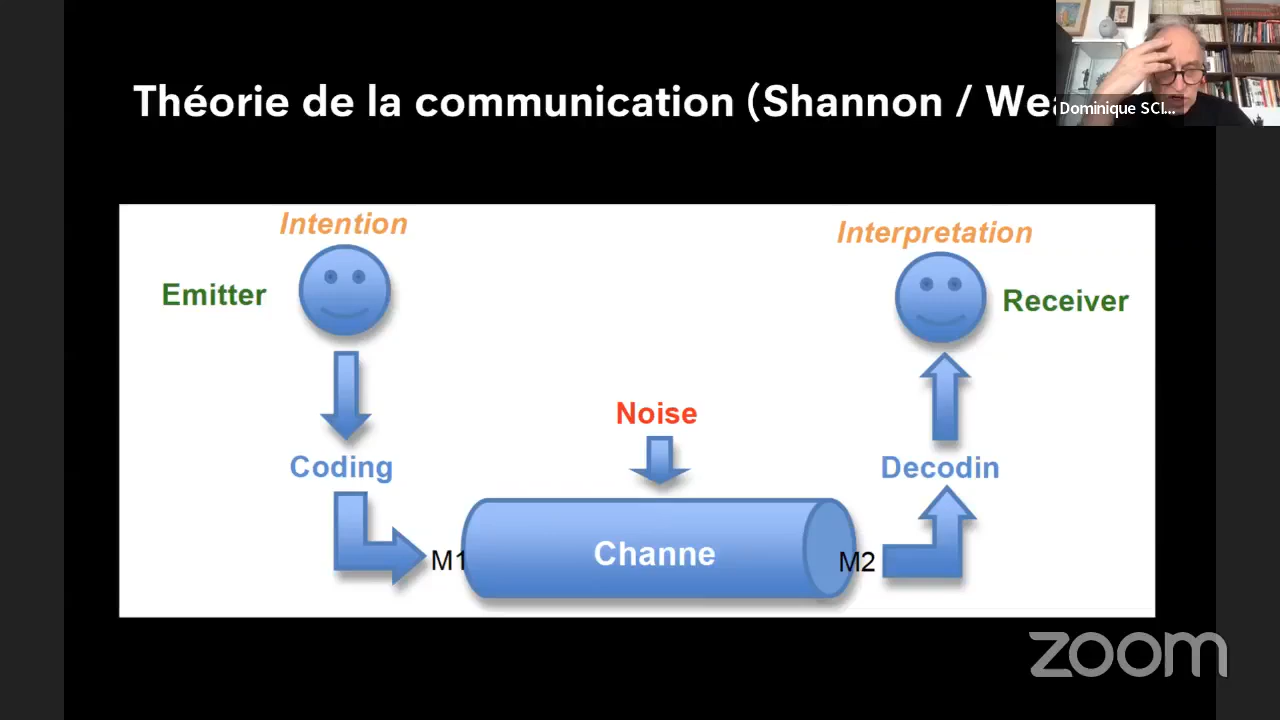 Théorie de la communication (Shannon / We
Dominique SCI...
Intention
Interpretation
Emitter
Receiver
Noise
Coding
Decodin
M1
Channe
M2
zoom